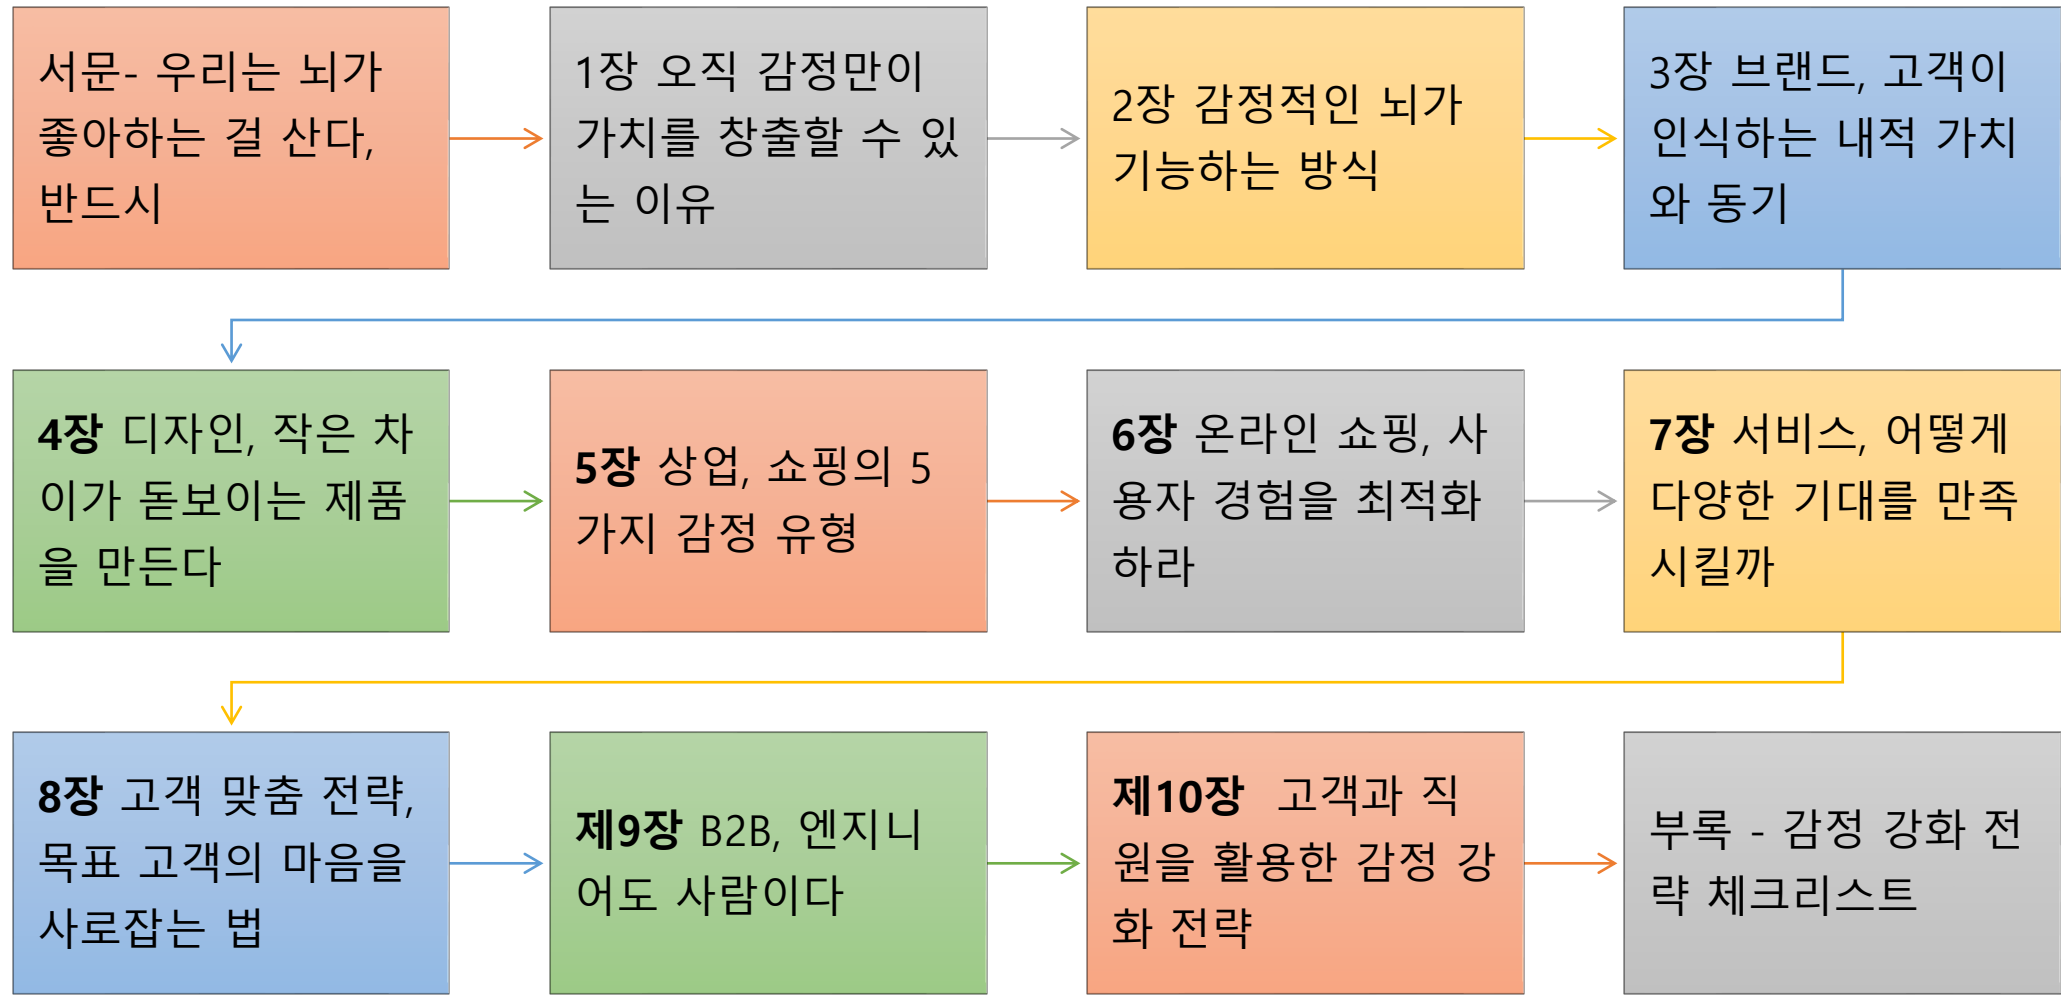 서문- 우리는 뇌가
좋아하는 걸 산다,
반드시
1장 오직 감정만이
가치를 창출할 수 있
는 이유
2장 감정적인 뇌가
기능하는 방식
3장 브랜드, 고객이
인식하는 내적 가치
와 동기
4장 디자인, 작은 차
이가 돋보이는 제품
을 만든다
5장 상업, 쇼핑의 5
가지 감정 유형
6장 온라인 쇼핑, 사
용자 경험을 최적화
하라
7장 서비스, 어떻게
다양한 기대를 만족
시킬까
8장 고객 맞춤 전략,
목표 고객의 마음을
사로잡는 법
제9장 B2B, 엔지니
어도 사람이다
제10장  고객과 직
원을 활용한 감정 강
화 전략
부록 - 감정 강화 전
략 체크리스트